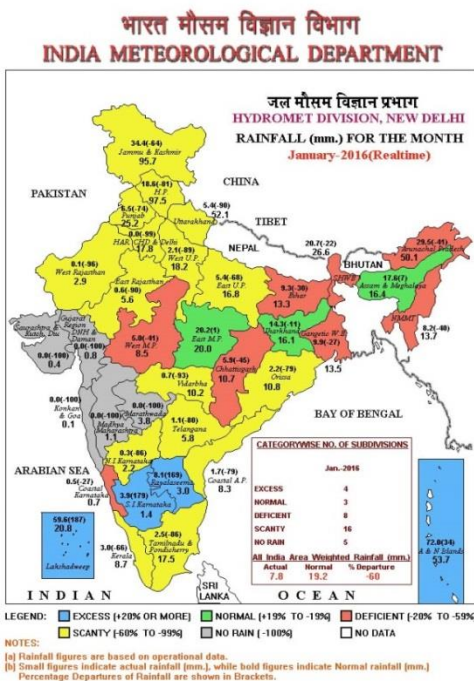 भारत मौसम विज्ञान विभाग
INDIA METEOROLOGICAL DEPARTMENT
जल मौसम विज्ञान प्रभाग
HYDROMET DIVISION, NEW DELHI
RAINFALL (mm.) FOR THE MONTH
January-2016(Realtime)
34.4(-64)
Jammu & Kashmir
95.7
PAKISTAN
CHINA
18.6(-81)
H.P.
97.5
6.5(-74)
Punjab
25.2
5.4(-90)
Uttarakhand
52.1
TIBET
0.0(-99)
HAR CHD & Delhi
17.8
2.1(-89)
West U.P.
18.2
NEPAL
20.7(-22)
26.6
BHUTAN
29.5(-41)
Arunachal Pradesh
50.1
0.1(-96)
West Rajasthan
2.9
East Rajasthan
0.6(-90)
5.6
5.4(-68)
East U.P.
16.8
9.3(-30)
Bihar
13.3
SHWB
17.6(7)
Assam & Meghalaya
16.4
NMMT
8.2(-40)
13.7
Gujarat
Region
DNH &
Daman
0.0(-100)
0.8
Saurashtra &
Kutch, Diu
0.0(-100)
0.4
5.0(-41)
West M.P.
8.5
20.2(1)
East M.P.
20.0
14.3(-11)
Jharkhand
16.1
Gangetic W.B.
9.9(-27)
13.5
5.9(-45)
Chhattisgarh
10.7
0.7(-93)
Vidarbha
10.2
2.2(-79)
Orissa
10.8
0.0(-100)
Konkan
& Goa
0.1
0.0(-100)
Marathwada
3.8
0.0(-100)
Madhya
Maharashtra
1.1
1.1(-80)
Telangana
5.8
BAY OF BENGAL
ARABIAN SEA
0.3(-86)
N.I.Karnataka
2.2
8.1(169)
Rayalaseema
3.0
1.7(-79)
Coastal A.P.
8.3
0.5(-27)
Coastal
Karnataka
0.7
3.9(179)
S.I.Karnataka
1.4
2.5(-86)
Tamilnadu &
Pondicherry
17.5
3.0(-66)
Kerala
8.7
59.6(187)
20.8
Lakshadweep
72.0(34)
A & N Islands
53.7
CATEGORYWISE NO. OF SUBDIVISIONS
Jan.-2016
EXCESS 4
NORMAL 3
DEFICIENT 8
SCANTY 16
NO RAIN 5
All India Area Weighted Rainfall (mm.)
Actual Normal % Departure
7.8 19.2 -60
SRI
LANKA
INDIAN OCEAN
LEGEND: EXCESS (+20% OR MORE) NORMAL (+19% TO -19%) DEFICIENT (-20% TO -59%)
SCANTY (-60% TO -99%) NO RAIN (-100%) NO DATA
NOTES:
[a] Rainfall figures are based on operational data.
(b] Small figures indicate actual rainfall (mm.), while bold figures indicate Normal rainfall (mm.)
Percentage Departures of Rainfall are shown in Brackets.